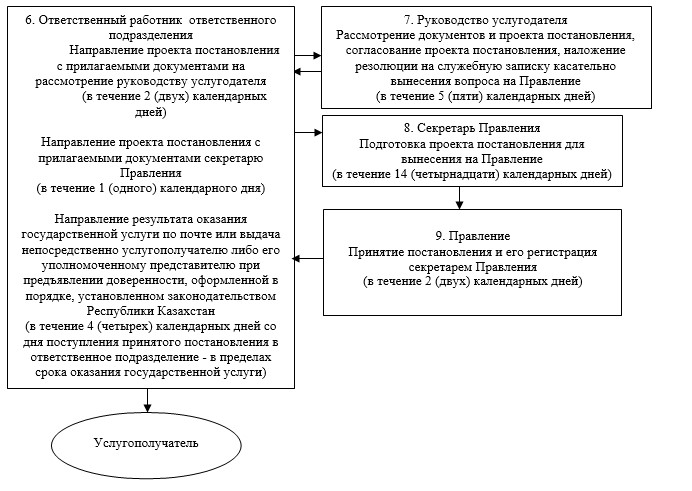 6. Ответственный работник ответственного
подразделения
Направление проекта постановления
с прилагаемыми документами на
рассмотрение руководству услугодателя
(в течение 2 (двух) календарных
дней)
Направление проекта постановления с
прилагаемыми документами секретарю
Правления
(в течение 1 (одного) календарного дня)
Направление результата оказания
государственной услуги по почте или выдача
непосредственно услугополучателю либо его
уполномоченному представителю при
предъявлении доверенности, оформленной в
порядке, установленном законодательством
Республики Казахстан
(в течение 4 (четырех) календарных дней со
дня поступления принятого постановления в
ответственное подразделение - в пределах
срока оказания государственной услуги)
7. Руководство услугодателя
Рассмотрение документов и проекта постановления,
согласование проекта постановления, наложение
резолюции на служебную записку касательно
вынесения вопроса на Правление
(в течение 5 (пяти) календарных дней)
8. Секретарь Правления
Подготовка проекта постановления для
вынесения на Правление
(в течение 14 (четырнадцати) календарных дней)
9. Правление
Принятие постановления и его регистрация
секретарем Правления
(в течение 2 (двух) календарных дней)
Услугополучатель